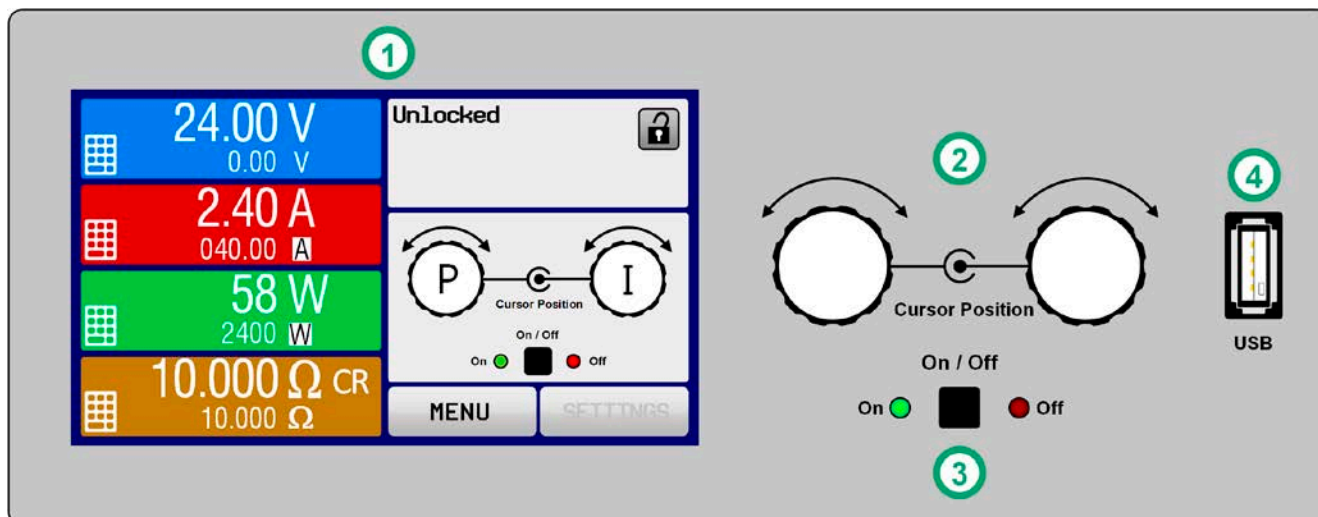 1
24.00 V
0.00 V
2.40 A
040.00 A
58 W
2400 W
10.000 Ω CR
10.000 Ω
Unlocked
P
I
Cursor Position
On / Off
On
Off
MENU
SETTINGS
2
Cursor Position
On / Off
On
Off
3
4
USB